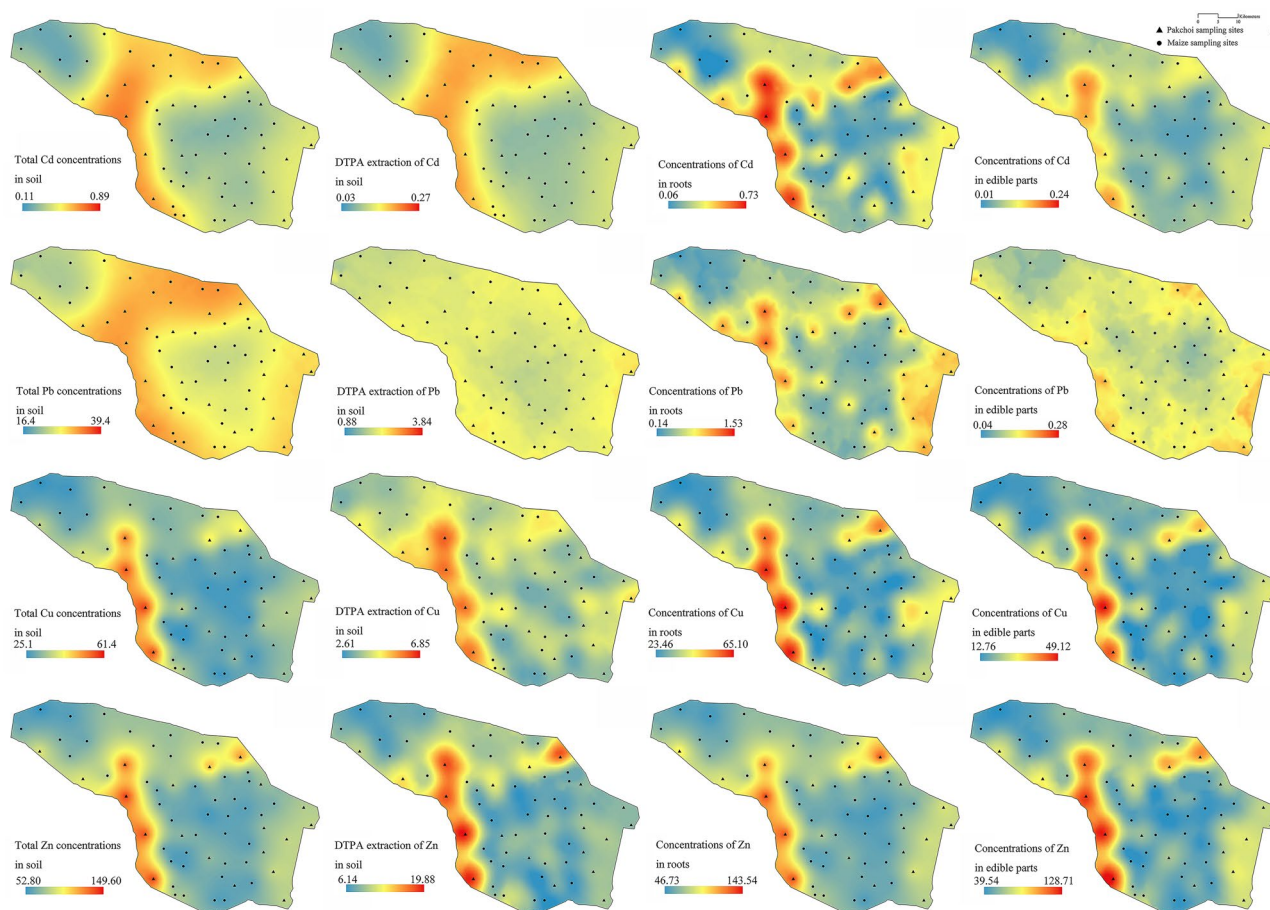 0 5 10 Kilometers
▲ Pakchoi sampling sites
● Maize sampling sites
Total Cd concentrations
in soil
0.11 0.89
DTPA extraction of Cd
in soil
0.03 0.27
Concentrations of Cd
in roots
0.06 0.73
Concentrations of Cd
in edible parts
0.01 0.24
Total Pb concentrations
in soil
16.4 39.4
DTPA extraction of Pb
in soil
0.88 3.84
Concentrations of Pb
in roots
0.14 1.53
Concentrations of Pb
in edible parts
0.04 0.28
Total Cu concentrations
in soil
25.1 61.4
DTPA extraction of Cu
in soil
2.61 6.85
Concentrations of Cu
in roots
23.46 65.10
Concentrations of Cu
in edible parts
12.76 49.12
Total Zn concentrations
in soil
52.80 149.60
DTPA extraction of Zn
in soil
6.14 19.88
Concentrations of Zn
in roots
46.73 143.54
Concentrations of Zn
in edible parts
39.54 128.71